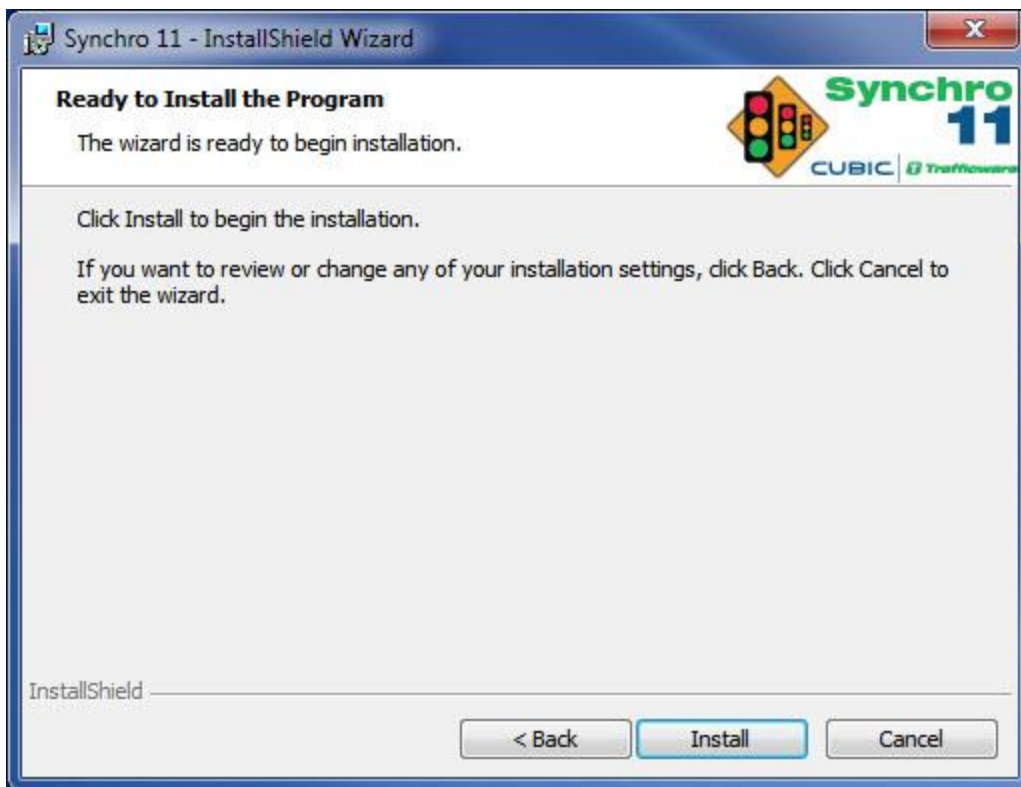 Synchro 11 - InstallShield Wizard
Ready to Install the Program
The wizard is ready to begin installation.
Synchro
11
CUBIC Trafficware
Click Install to begin the installation.
If you want to review or change any of your installation settings, click Back. Click Cancel to
exit the wizard.
InstallShield
< Back Install Cancel